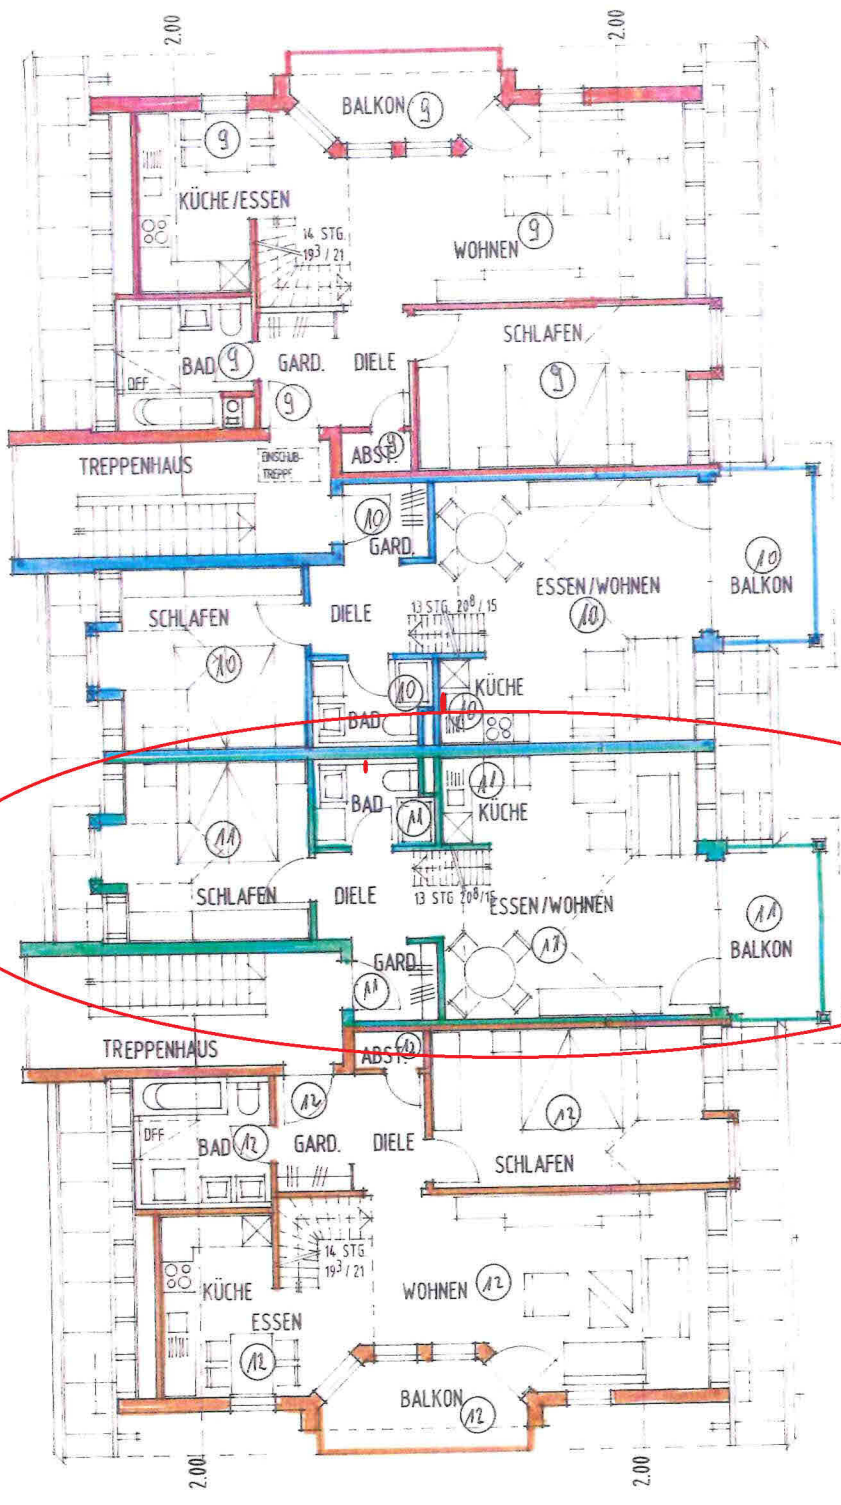 2.00
2.00
BALKON 9
9
KÜCHE/ESSEN
14 STG.
19³ / 21
WOHNEN 9
SCHLAFEN
9
BAD 9
GARD.
DIELE
DFF
9
ABST. 9
TREPPENHAUS
EINSCHUB-
TREPPE
10
GARD.
ESSEN/WOHNEN
10
10
BALKON
SCHLAFEN
10
DIELE
13 STG. 20⁸ / 15
BAD 10
KÜCHE
10
BAD
11
11
KÜCHE
11
SCHLAFEN
DIELE
13 STG 20⁸/15
ESSEN/WOHNEN
11
11
BALKON
GARD.
11
TREPPENHAUS
ABST. 12
12
DFF
BAD 12
GARD.
DIELE
12
SCHLAFEN
14 STG
19³ / 21
KÜCHE
ESSEN
12
WOHNEN 12
BALKON 12
2.00
2.00